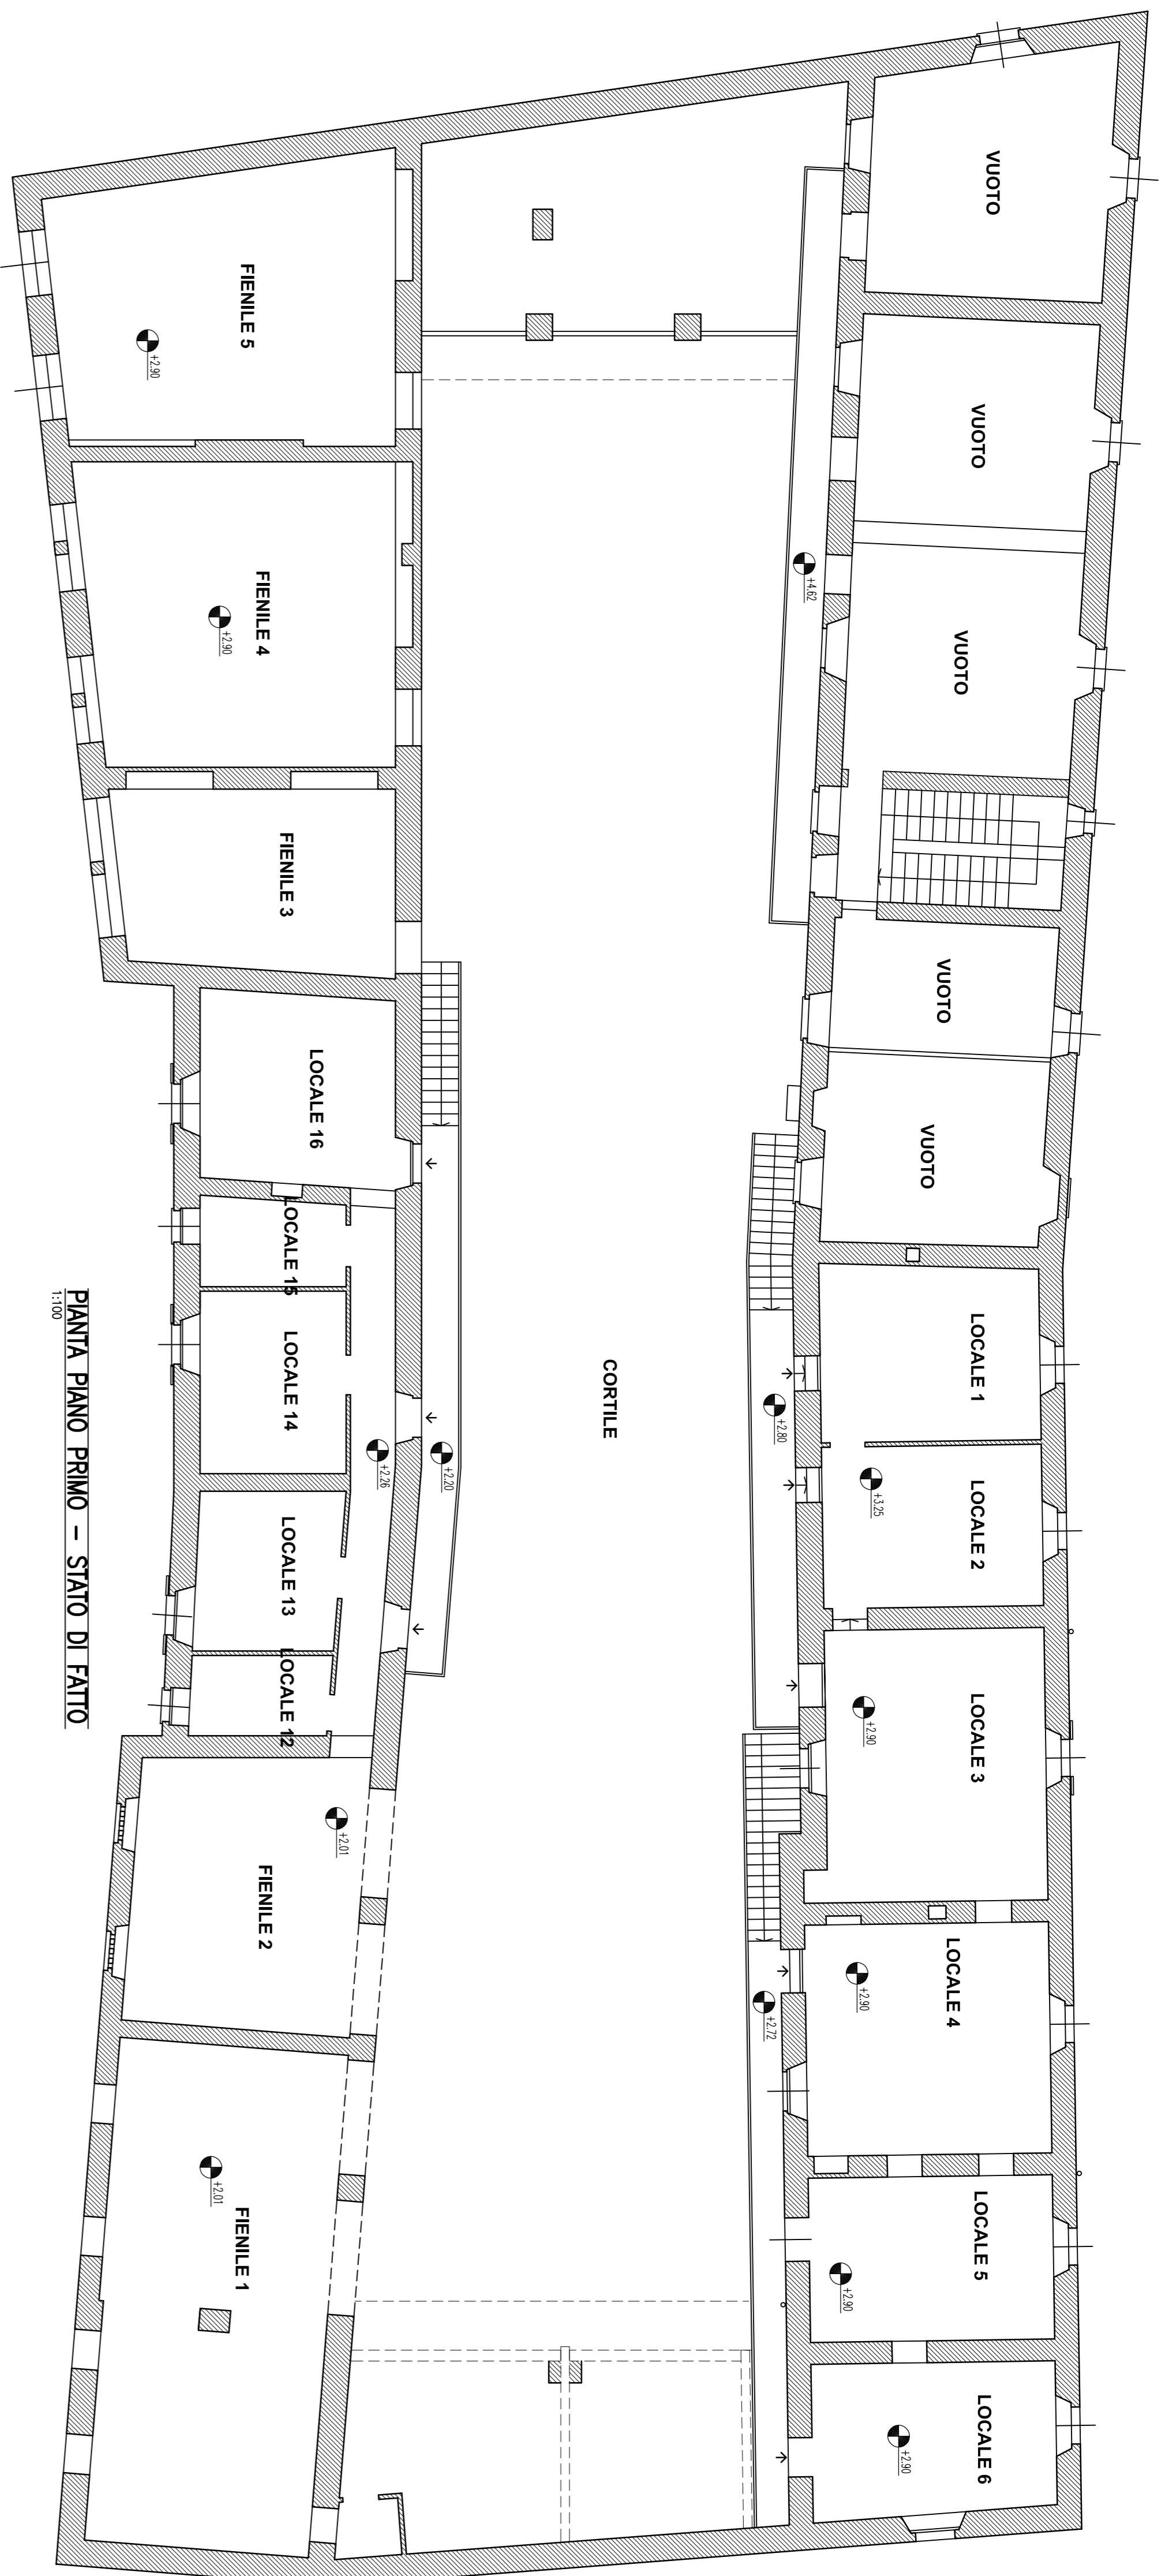 VUOTO
VUOTO
VUOTO
VUOTO
VUOTO
LOCALE 1
LOCALE 2
LOCALE 3
LOCALE 4
LOCALE 5
LOCALE 6
+4.62
+2.80
+3.25
+2.90
+2.90
+2.72
+2.90
+2.90
CORTILE
FIENILE 5
+2.90
FIENILE 4
+2.90
FIENILE 3
LOCALE 16
LOCALE 15
LOCALE 14
+2.26
+2.20
LOCALE 13
LOCALE 12
+2.01
FIENILE 2
+2.01
FIENILE 1
PIANTA PIANO PRIMO – STATO DI FATTO
1:100